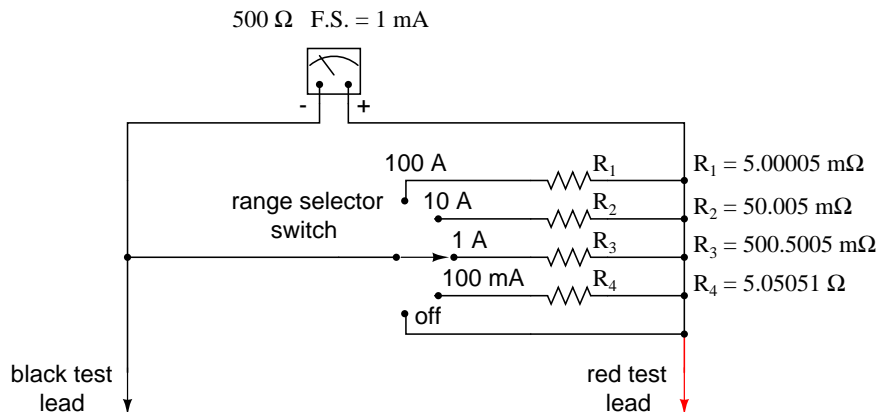 500 Ω F.S. = 1 mA
- +
100 A R₁ R₁ = 5.00005 mΩ
10 A R₂ R₂ = 50.005 mΩ
range selector
switch
1 A R₃ R₃ = 500.5005 mΩ
100 mA R₄ R₄ = 5.05051 Ω
off
black test
lead
red test
lead